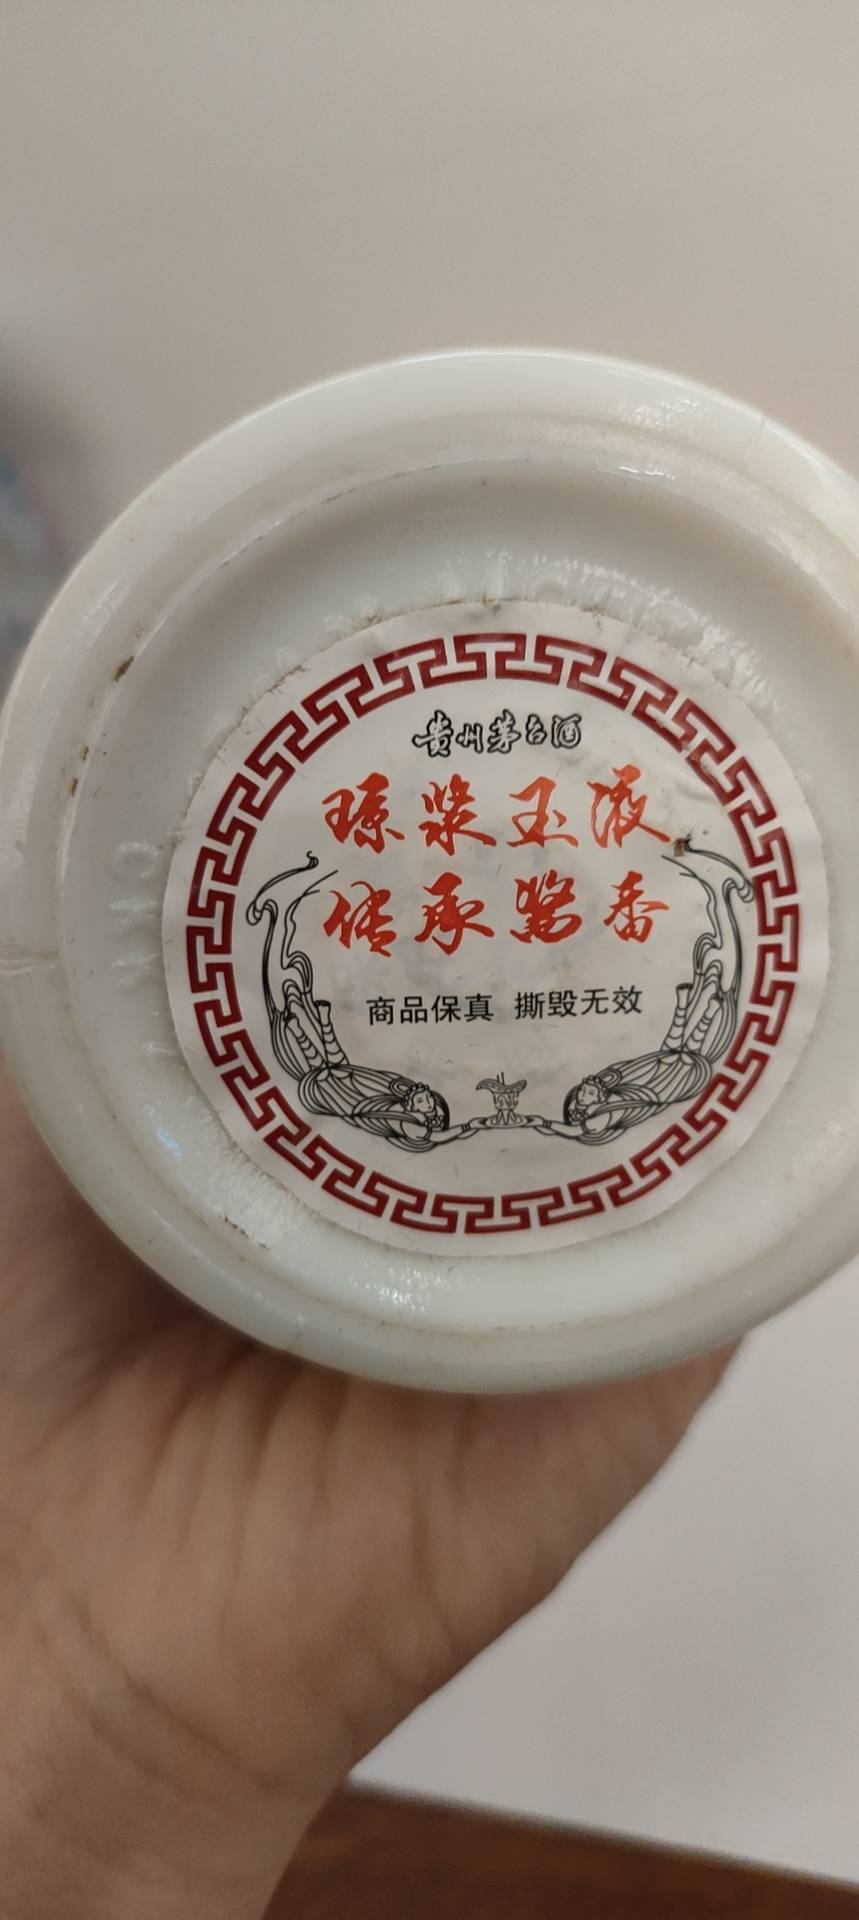 贵州茅台酒
琼浆玉液
传承酱香
商品保真 撕毁无效